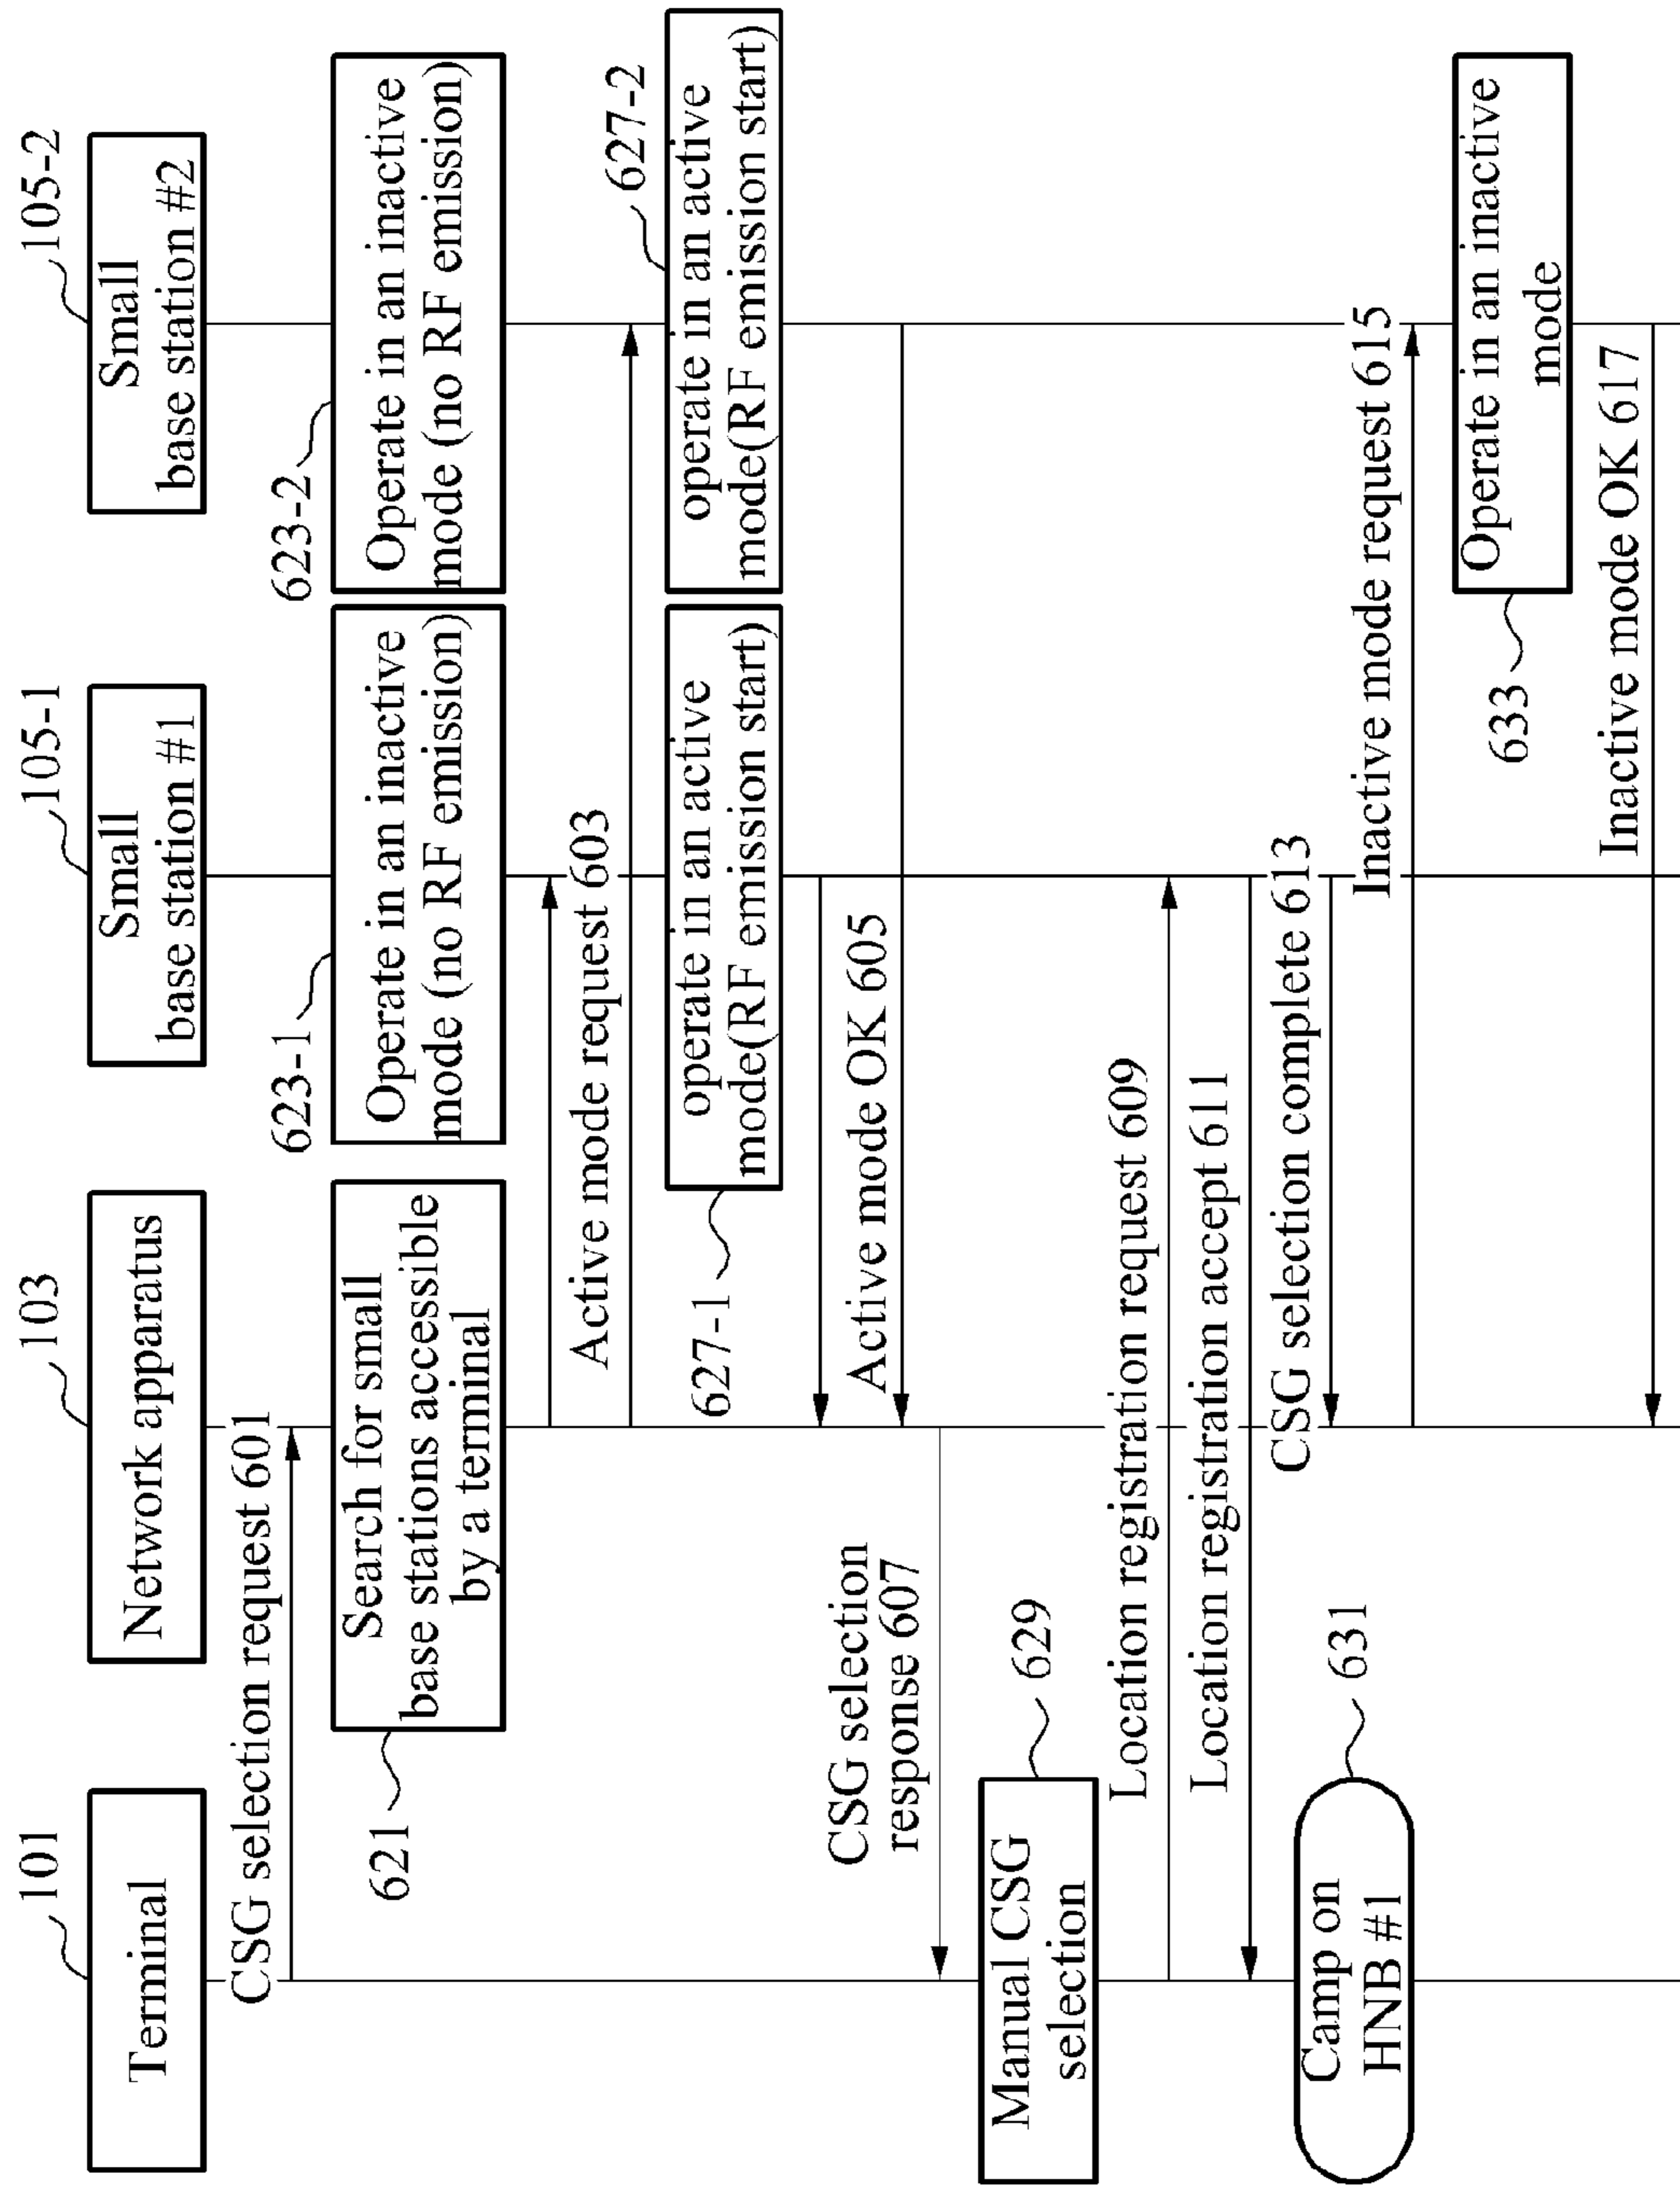 101
Terminal
103
Network apparatus
105-1
Small
base station #1
105-2
Small
base station #2
CSG selection request 601
621
Search for small
base stations accessible
by a terminal
623-1
Operate in an inactive
mode (no RF emission)
623-2
Operate in an inactive
mode (no RF emission)
Active mode request 603
627-1
operate in an active
mode(RF emission start)
627-2
operate in an active
mode(RF emission start)
Active mode OK 605
CSG selection
response 607
Manual CSG
selection
629
Location registration request 609
Location registration accept 611
CSG selection complete 613
Camp on
HNB #1
631
Inactive mode request 615
633
Operate in an inactive
mode
Inactive mode OK 617